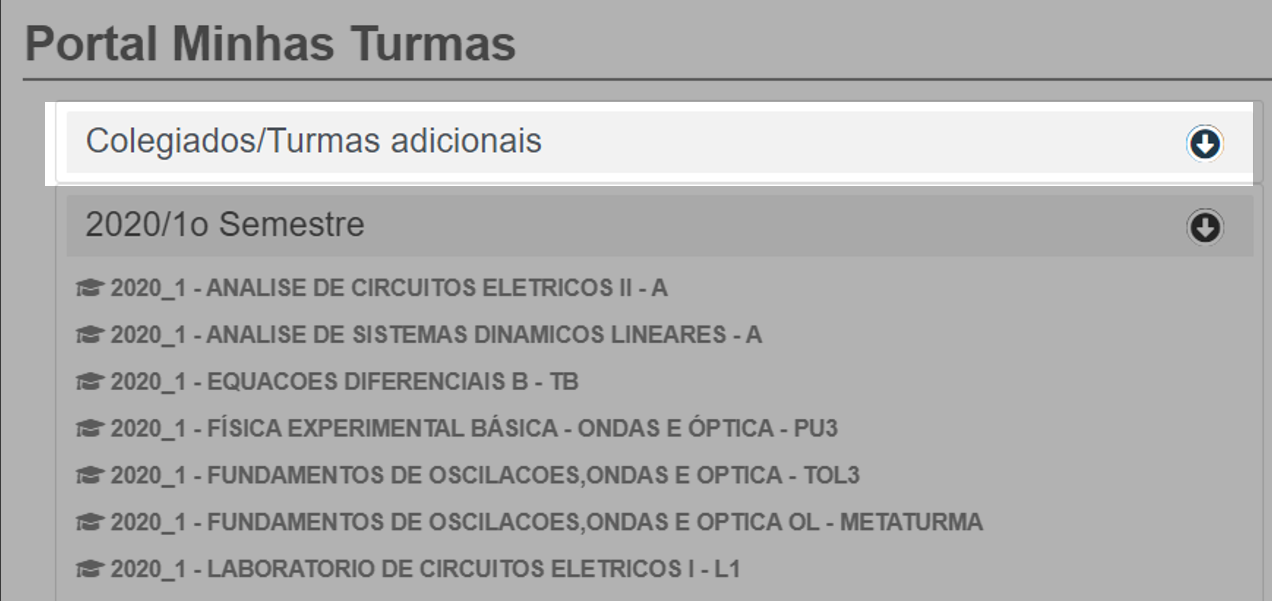 Portal Minhas Turmas
Colegiados/Turmas adicionais
2020/1o Semestre
2020_1 - ANALISE DE CIRCUITOS ELETRICOS II - A
2020_1 - ANALISE DE SISTEMAS DINAMICOS LINEARES - A
2020_1 - EQUACOES DIFERENCIAIS B - TB
2020_1 - FÍSICA EXPERIMENTAL BÁSICA - ONDAS E ÓPTICA - PU3
2020_1 - FUNDAMENTOS DE OSCILACOES,ONDAS E OPTICA - TOL3
2020_1 - FUNDAMENTOS DE OSCILACOES,ONDAS E OPTICA OL - METATURMA
2020_1 - LABORATORIO DE CIRCUITOS ELETRICOS I - L1